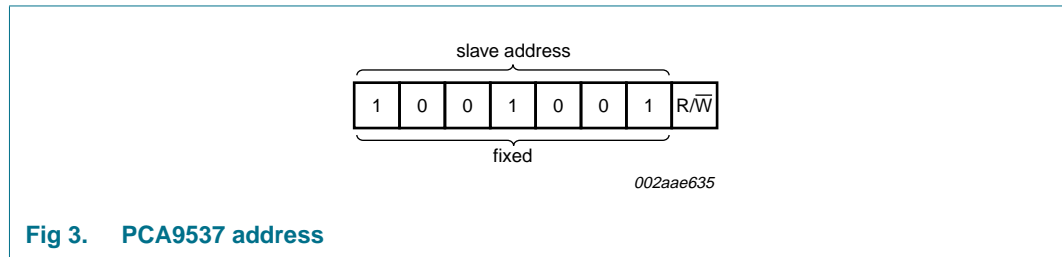 slave address
1 0 0 1 0 0 1 R/W̅
fixed
002aae635
Fig 3. PCA9537 address